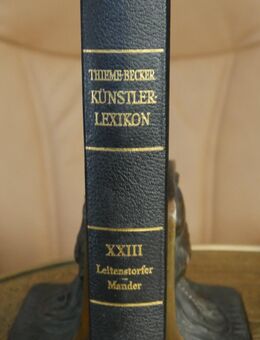 THIEME-BECKER
KÜNSTLER-
LEXIKON
XXIII
Leitenstorfer
–
Mander